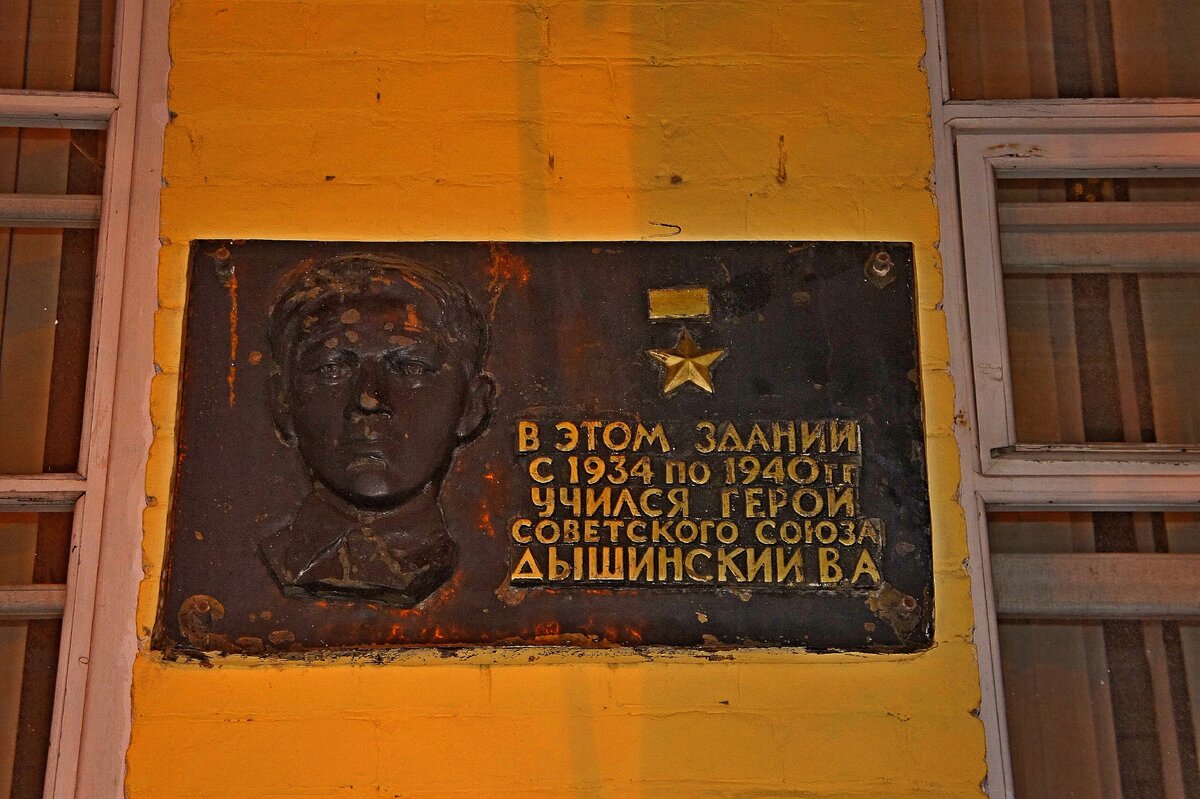 В ЭТОМ ЗДАНИИ
С 1934 ПО 1940 ГГ
УЧИЛСЯ ГЕРОЙ
СОВЕТСКОГО СОЮЗА
ДЫШИНСКИЙ В А